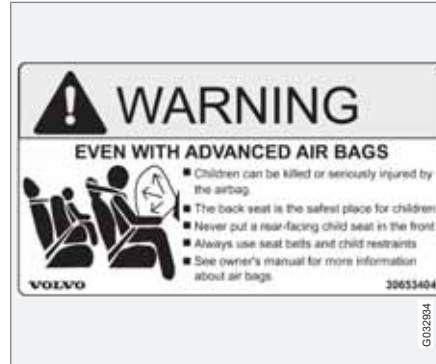 WARNING
EVEN WITH ADVANCED AIR BAGS
■ Children can be killed or seriously injured by
the airbag
■ The back seat is the safest place for children
■ Never put a rear-facing child seat in the front
■ Always use seat belts and child restraints
■ See owner's manual for more information
about air bags
VOLVO 30653404
G032934